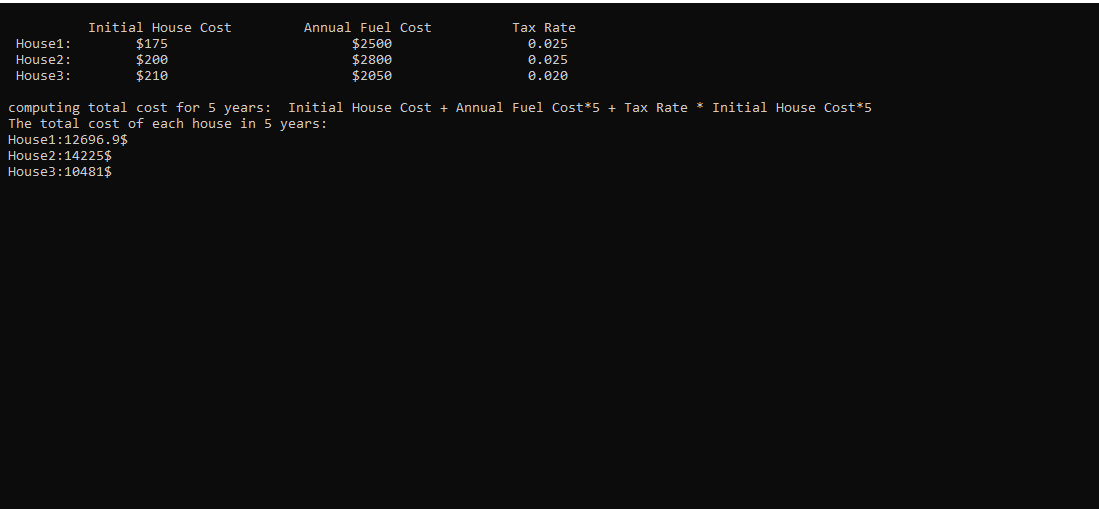 Initial House Cost Annual Fuel Cost Tax Rate
House1: $175 $2500 0.025
House2: $200 $2800 0.025
House3: $210 $2050 0.020
computing total cost for 5 years: Initial House Cost + Annual Fuel Cost*5 + Tax Rate * Initial House Cost*5
The total cost of each house in 5 years:
House1:12696.9$
House2:14225$
House3:10481$